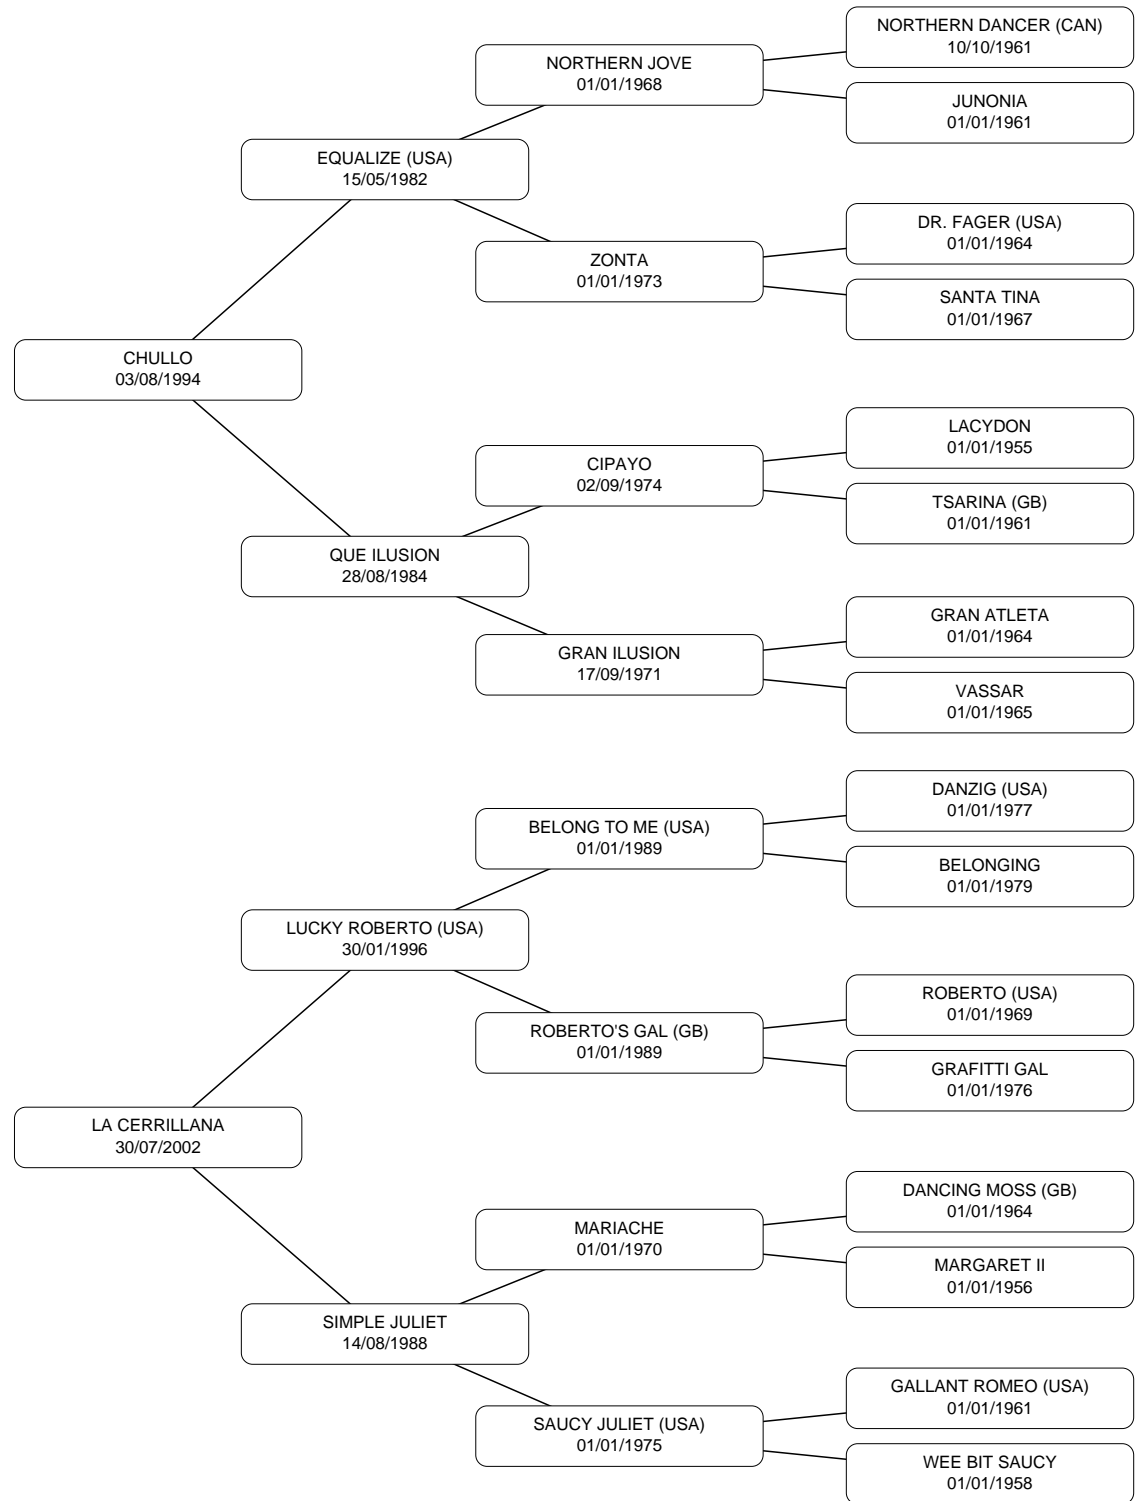 NORTHERN DANCER (CAN)
10/10/1961
NORTHERN JOVE
01/01/1968
JUNONIA
01/01/1961
EQUALIZE (USA)
15/05/1982
DR. FAGER (USA)
01/01/1964
ZONTA
01/01/1973
SANTA TINA
01/01/1967
CHULLO
03/08/1994
LACYDON
01/01/1955
CIPAYO
02/09/1974
TSARINA (GB)
01/01/1961
QUE ILUSION
28/08/1984
GRAN ATLETA
01/01/1964
GRAN ILUSION
17/09/1971
VASSAR
01/01/1965
DANZIG (USA)
01/01/1977
BELONG TO ME (USA)
01/01/1989
BELONGING
01/01/1979
LUCKY ROBERTO (USA)
30/01/1996
ROBERTO (USA)
01/01/1969
ROBERTO'S GAL (GB)
01/01/1989
GRAFITTI GAL
01/01/1976
LA CERRILLANA
30/07/2002
DANCING MOSS (GB)
01/01/1964
MARIACHE
01/01/1970
MARGARET II
01/01/1956
SIMPLE JULIET
14/08/1988
GALLANT ROMEO (USA)
01/01/1961
SAUCY JULIET (USA)
01/01/1975
WEE BIT SAUCY
01/01/1958